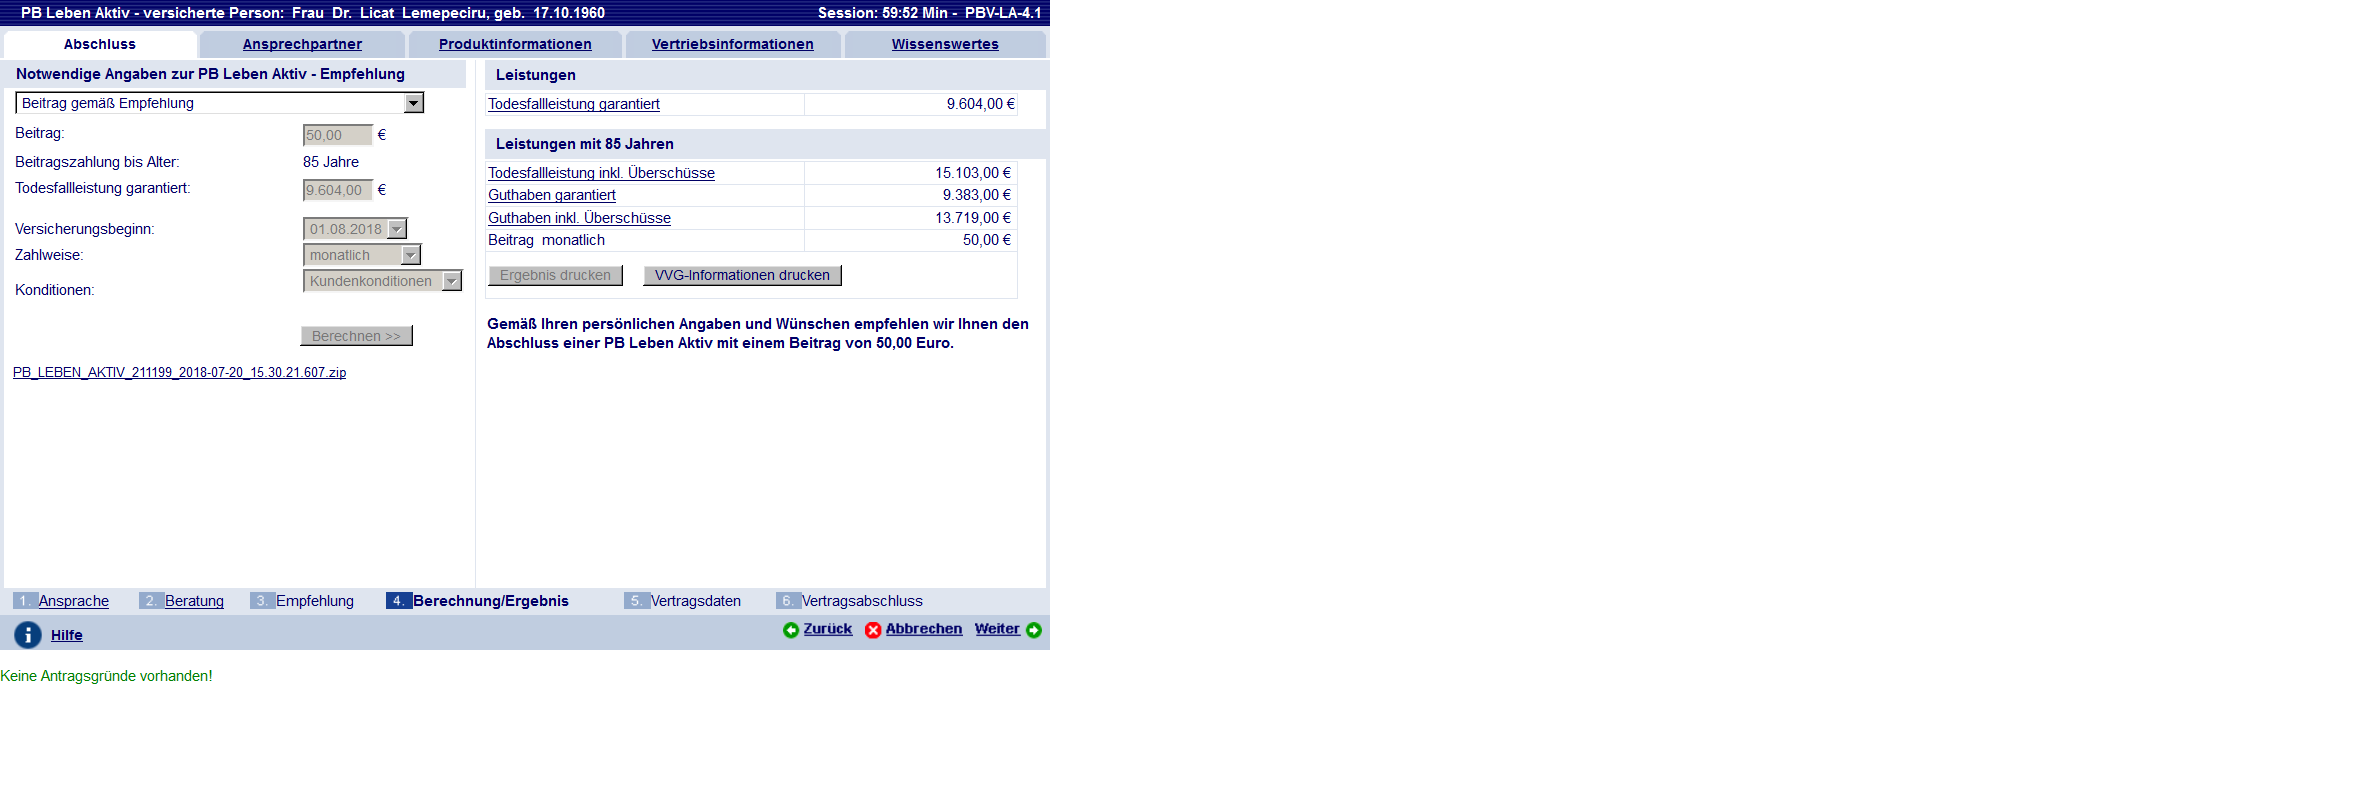 PB Leben Aktiv - versicherte Person: Frau Dr. Licat Lemepeciru, geb. 17.10.1960 Session: 59:52 Min - PBV-LA-4.1
Abschluss Ansprechpartner Produktinformationen Vertriebsinformationen Wissenswertes
Notwendige Angaben zur PB Leben Aktiv - Empfehlung
Beitrag gemäß Empfehlung
Beitrag: 50,00 €
Beitragszahlung bis Alter: 85 Jahre
Todesfallleistung garantiert: 9.604,00 €
Versicherungsbeginn: 01.08.2018
Zahlweise: monatlich
Konditionen: Kundenkonditionen
Berechnen >>
PB_LEBEN_AKTIV_211199_2018-07-20_15.30.21.607.zip
Leistungen
Todesfallleistung garantiert 9.604,00 €
Leistungen mit 85 Jahren
Todesfallleistung inkl. Überschüsse 15.103,00 €
Guthaben garantiert 9.383,00 €
Guthaben inkl. Überschüsse 13.719,00 €
Beitrag monatlich 50,00 €
Ergebnis drucken VVG-Informationen drucken
Gemäß Ihren persönlichen Angaben und Wünschen empfehlen wir Ihnen den
Abschluss einer PB Leben Aktiv mit einem Beitrag von 50,00 Euro.
1. Ansprache 2. Beratung 3. Empfehlung 4. Berechnung/Ergebnis 5. Vertragsdaten 6. Vertragsabschluss
i Hilfe Zurück Abbrechen Weiter
Keine Antragsgründe vorhanden!